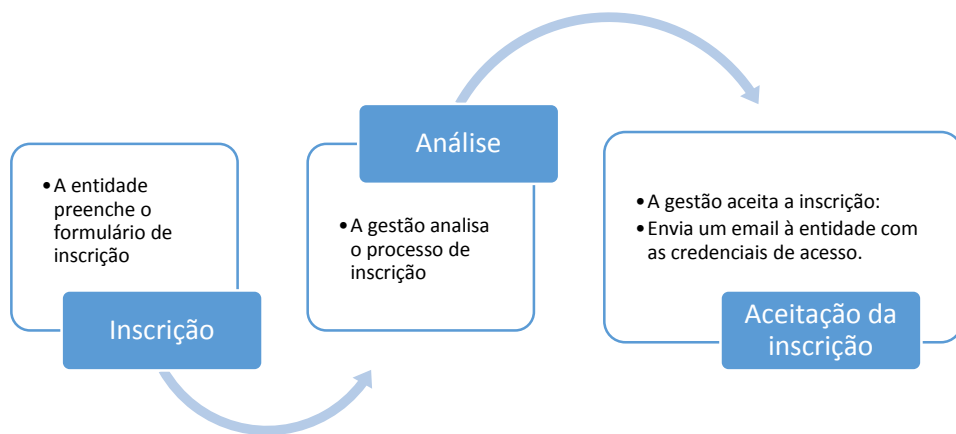 • A entidade
preenche o
formulário de
inscrição
Inscrição
Análise
• A gestão analisa
o processo de
inscrição
• A gestão aceita a inscrição:
• Envia um email à entidade com
as credenciais de acesso.
Aceitação da
inscrição